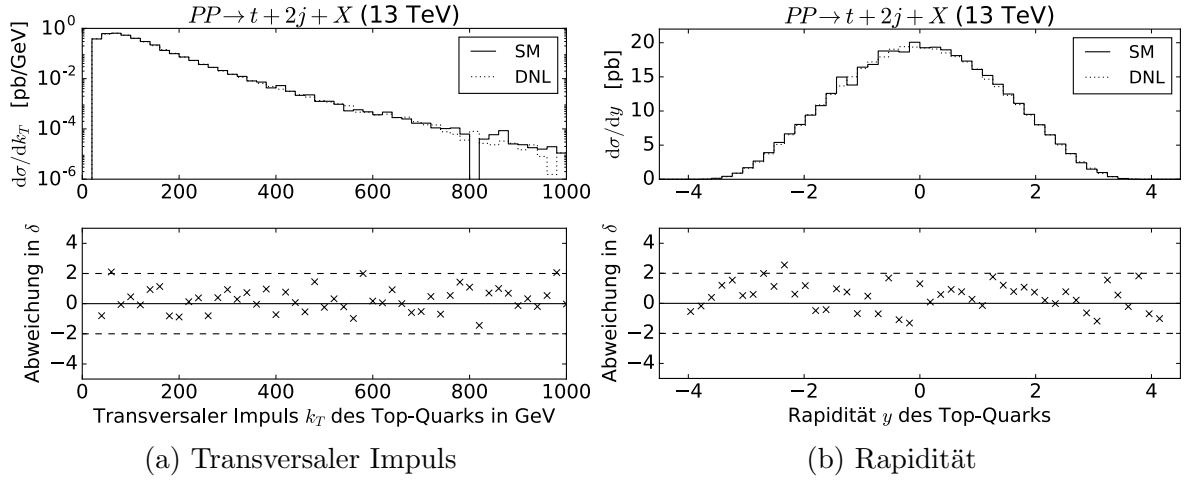 PP → t + 2j + X (13 TeV)
dσ/dk_T [pb/GeV]
10^0
10^-2
10^-4
10^-6
SM
DNL
0 200 400 600 800 1000
Abweichung in δ
4
2
0
−2
−4
0 200 400 600 800 1000
Transversaler Impuls k_T des Top-Quarks in GeV
(a) Transversaler Impuls
PP → t + 2j + X (13 TeV)
dσ/dy [pb]
20
15
10
5
0
SM
DNL
−4 −2 0 2 4
Abweichung in δ
4
2
0
−2
−4
−4 −2 0 2 4
Rapidität y des Top-Quarks
(b) Rapidität